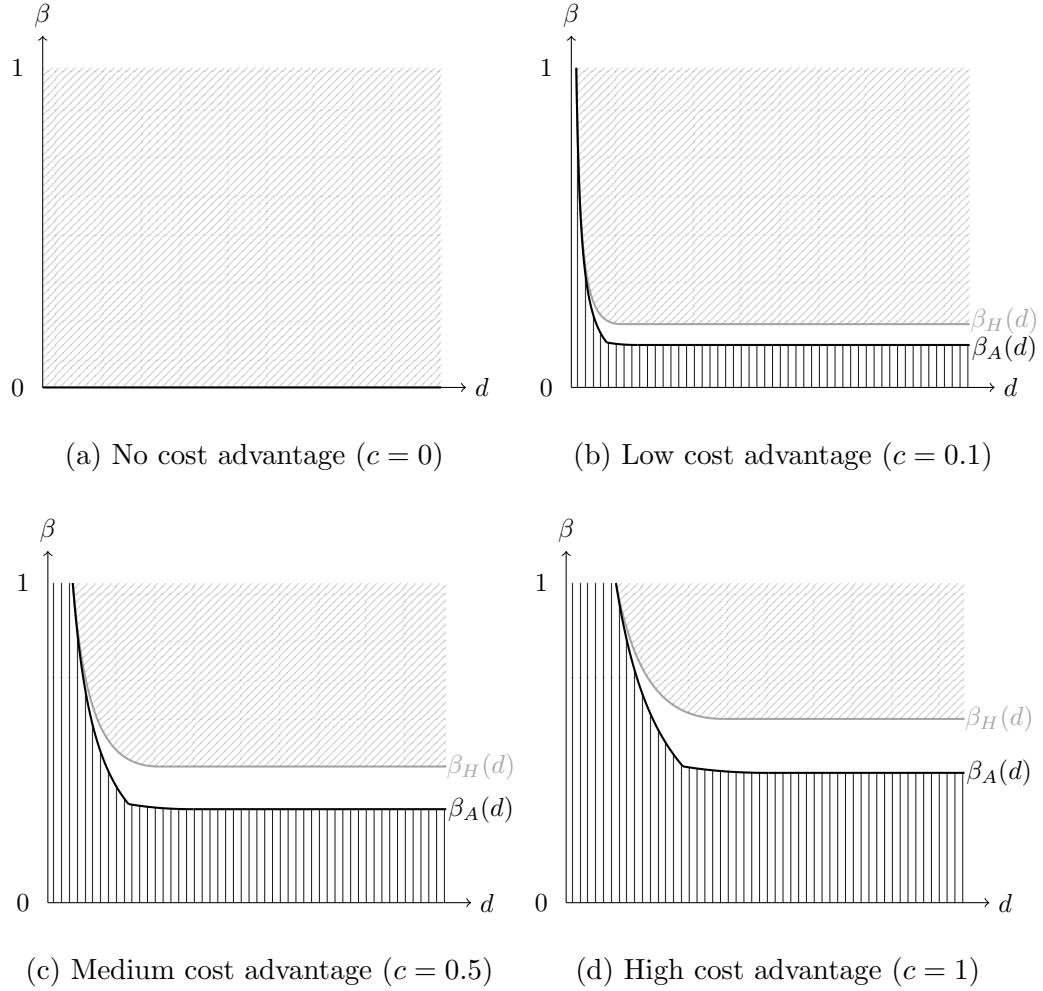 β
1
0
d
(a) No cost advantage (c = 0)
β
1
β_H(d)
β_A(d)
0
d
(b) Low cost advantage (c = 0.1)
β
1
β_H(d)
β_A(d)
0
d
(c) Medium cost advantage (c = 0.5)
β
1
β_H(d)
β_A(d)
0
d
(d) High cost advantage (c = 1)